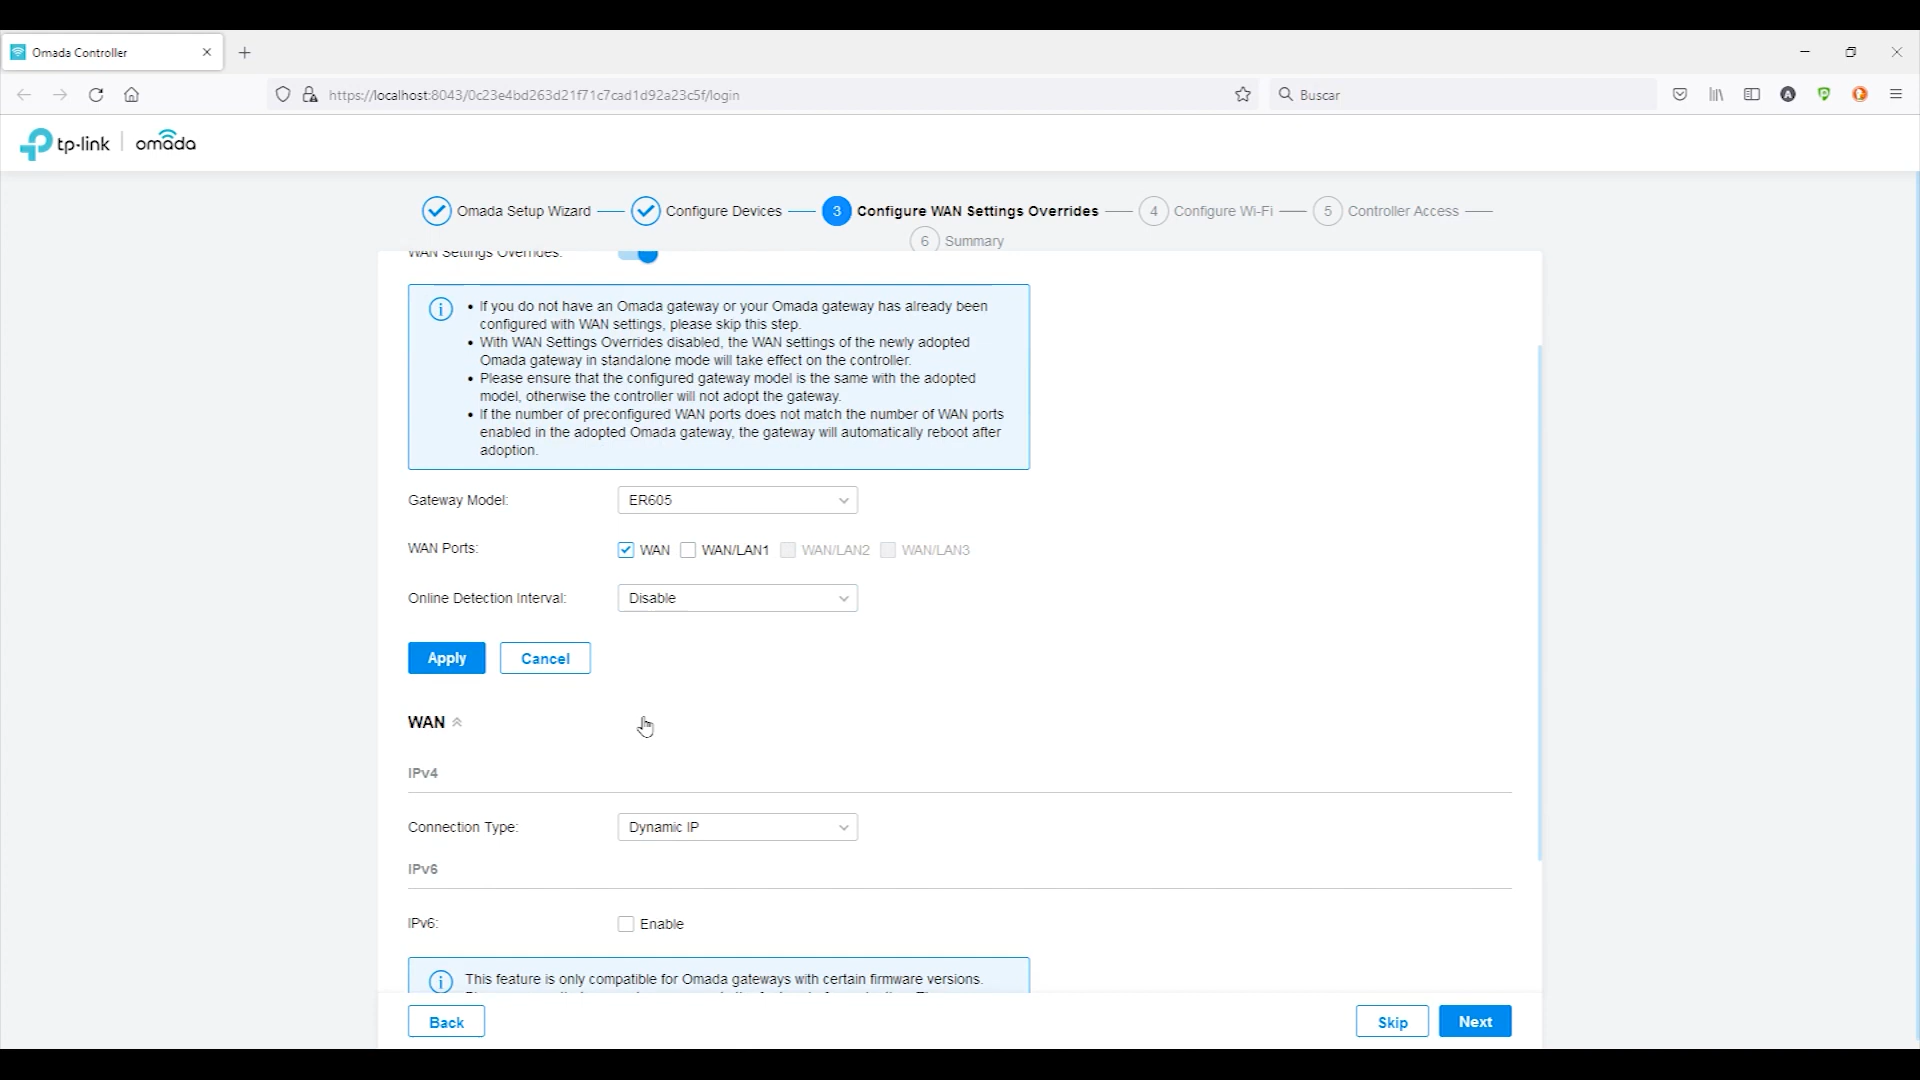 Omada Controller
https://localhost:8043/0c23e4bd263d21f71c7cad1d92a23c5f/login
Buscar
tp-link | omada
Omada Setup Wizard
Configure Devices
3 Configure WAN Settings Overrides
4 Configure Wi-Fi
5 Controller Access
6 Summary
WAN Settings Overrides:
• If you do not have an Omada gateway or your Omada gateway has already been
configured with WAN settings, please skip this step.
• With WAN Settings Overrides disabled, the WAN settings of the newly adopted
Omada gateway in standalone mode will take effect on the controller.
• Please ensure that the configured gateway model is the same with the adopted
model, otherwise the controller will not adopt the gateway.
• If the number of preconfigured WAN ports does not match the number of WAN ports
enabled in the adopted Omada gateway, the gateway will automatically reboot after
adoption.
Gateway Model: ER605
WAN Ports: WAN WAN/LAN1 WAN/LAN2 WAN/LAN3
Online Detection Interval: Disable
Apply Cancel
WAN
IPv4
Connection Type: Dynamic IP
IPv6
IPv6: Enable
This feature is only compatible for Omada gateways with certain firmware versions.
Back Skip Next